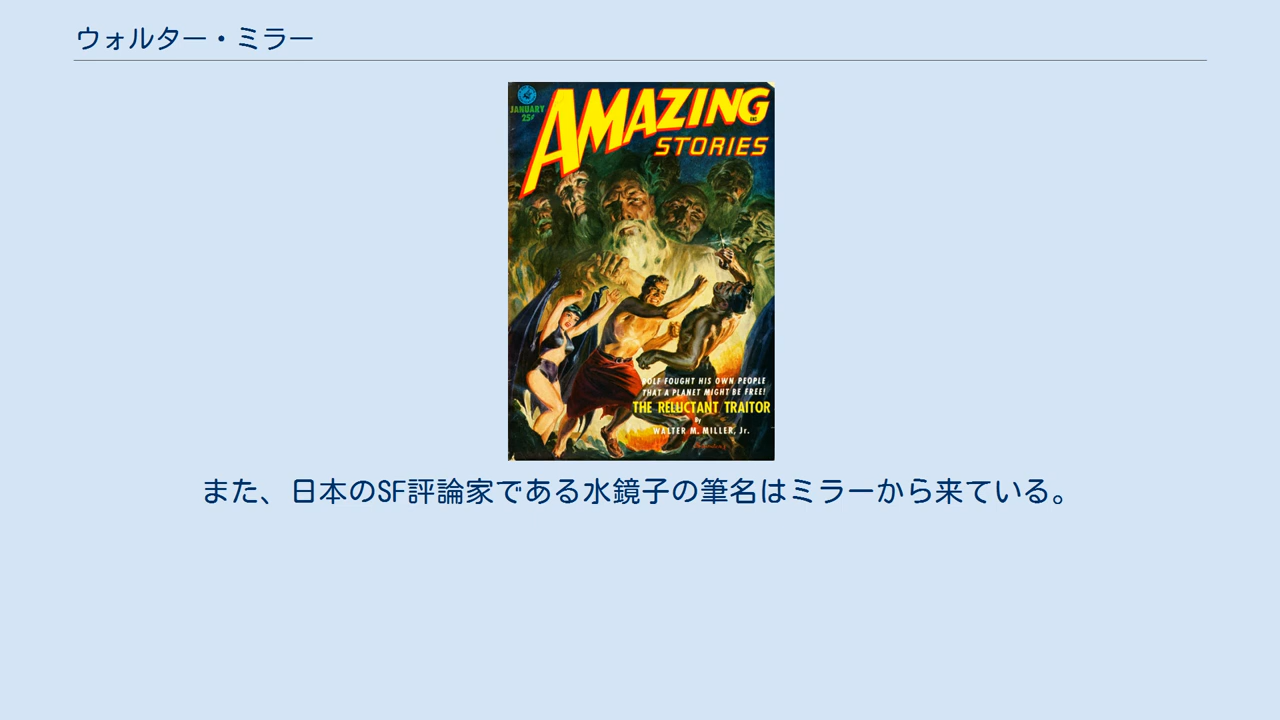 ウォルター・ミラー
JANUARY
25¢
AMAZING
AND
STORIES
FOUGHT HIS OWN PEOPLE
THAT A PLANET MIGHT BE FREE!
THE RELUCTANT TRAITOR
By
WALTER M. MILLER, Jr.
また、日本のSF評論家である水鏡子の筆名はミラーから来ている。